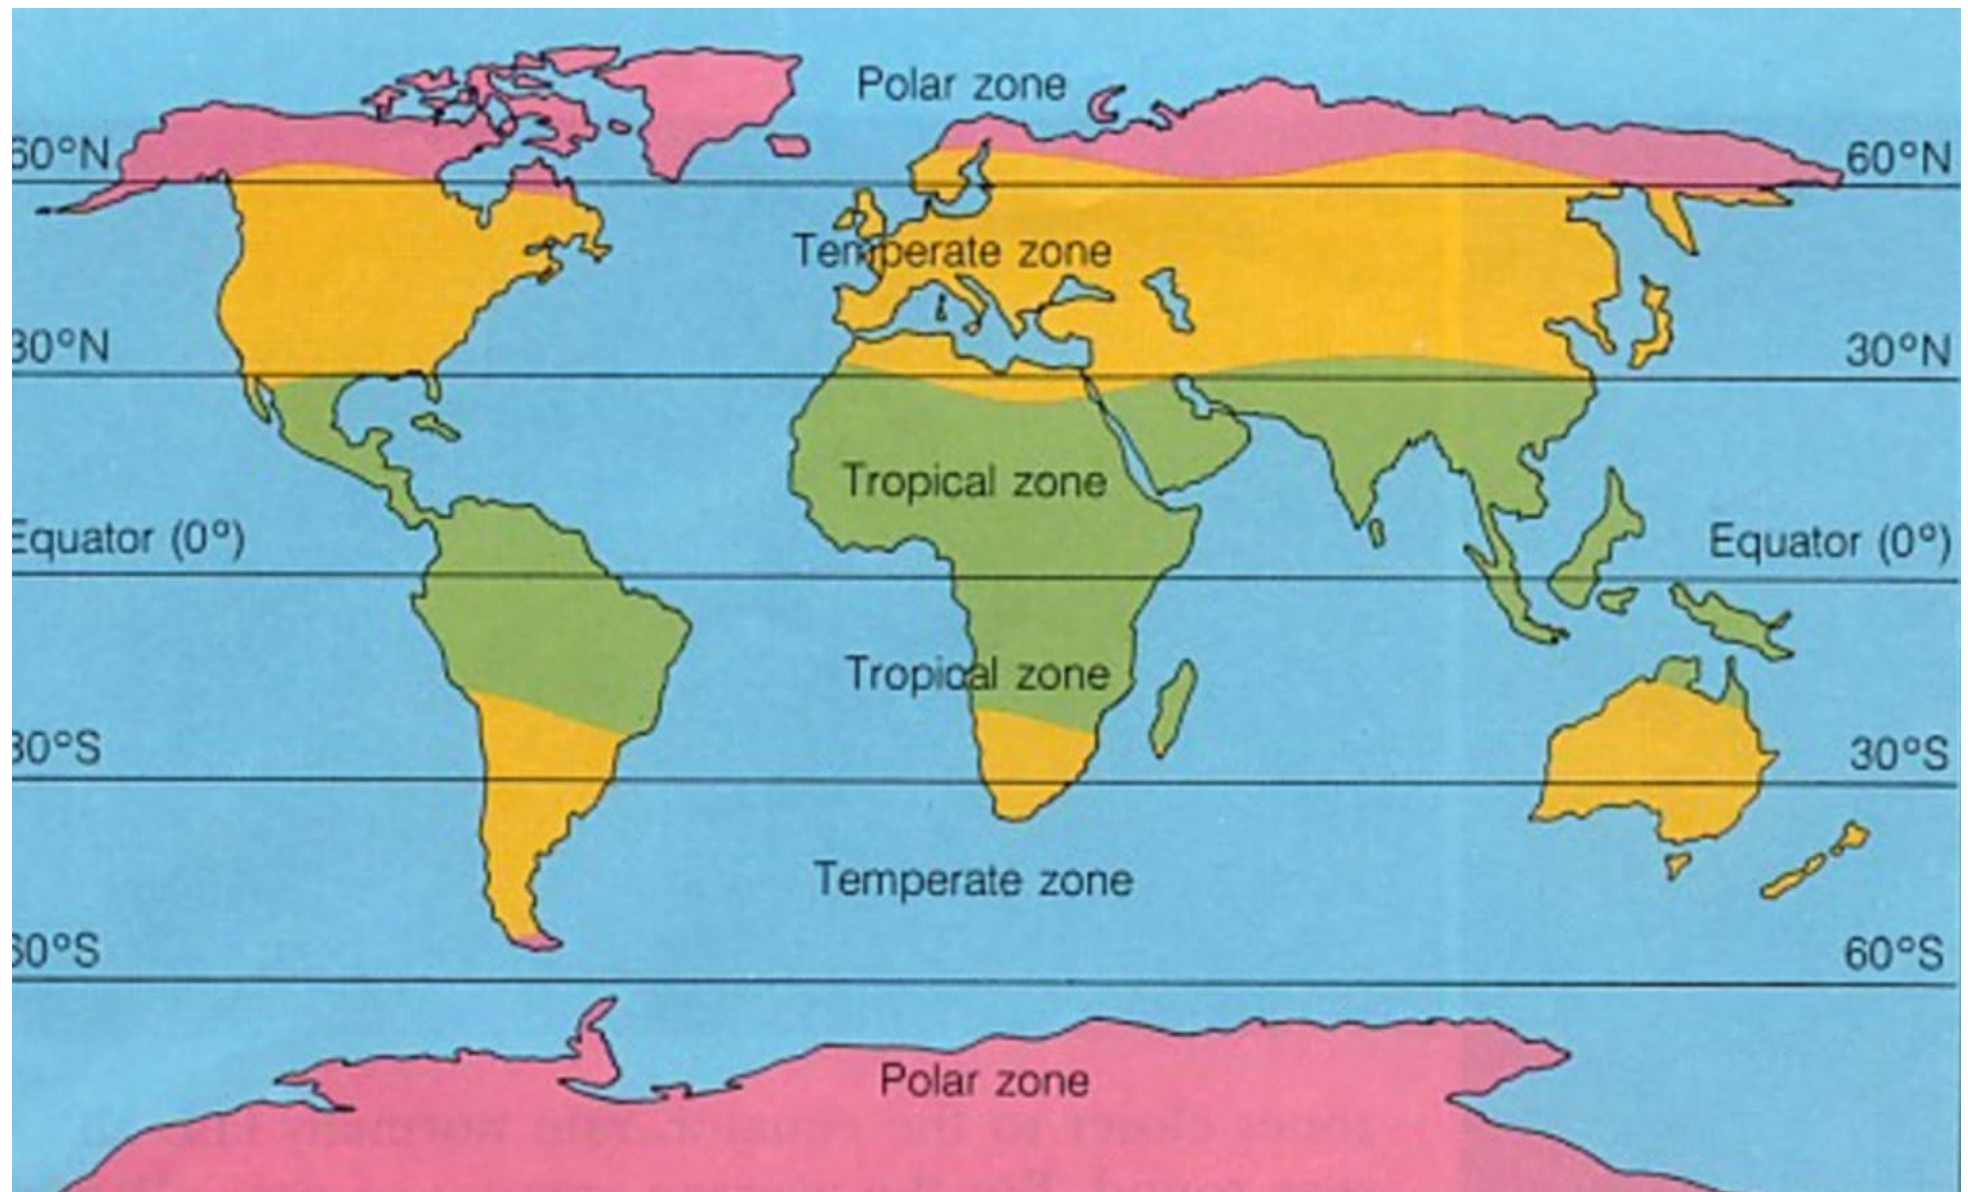 Polar zone
60°N 60°N
Temperate zone
30°N 30°N
Tropical zone
Equator (0°) Equator (0°)
Tropical zone
30°S 30°S
Temperate zone
60°S 60°S
Polar zone